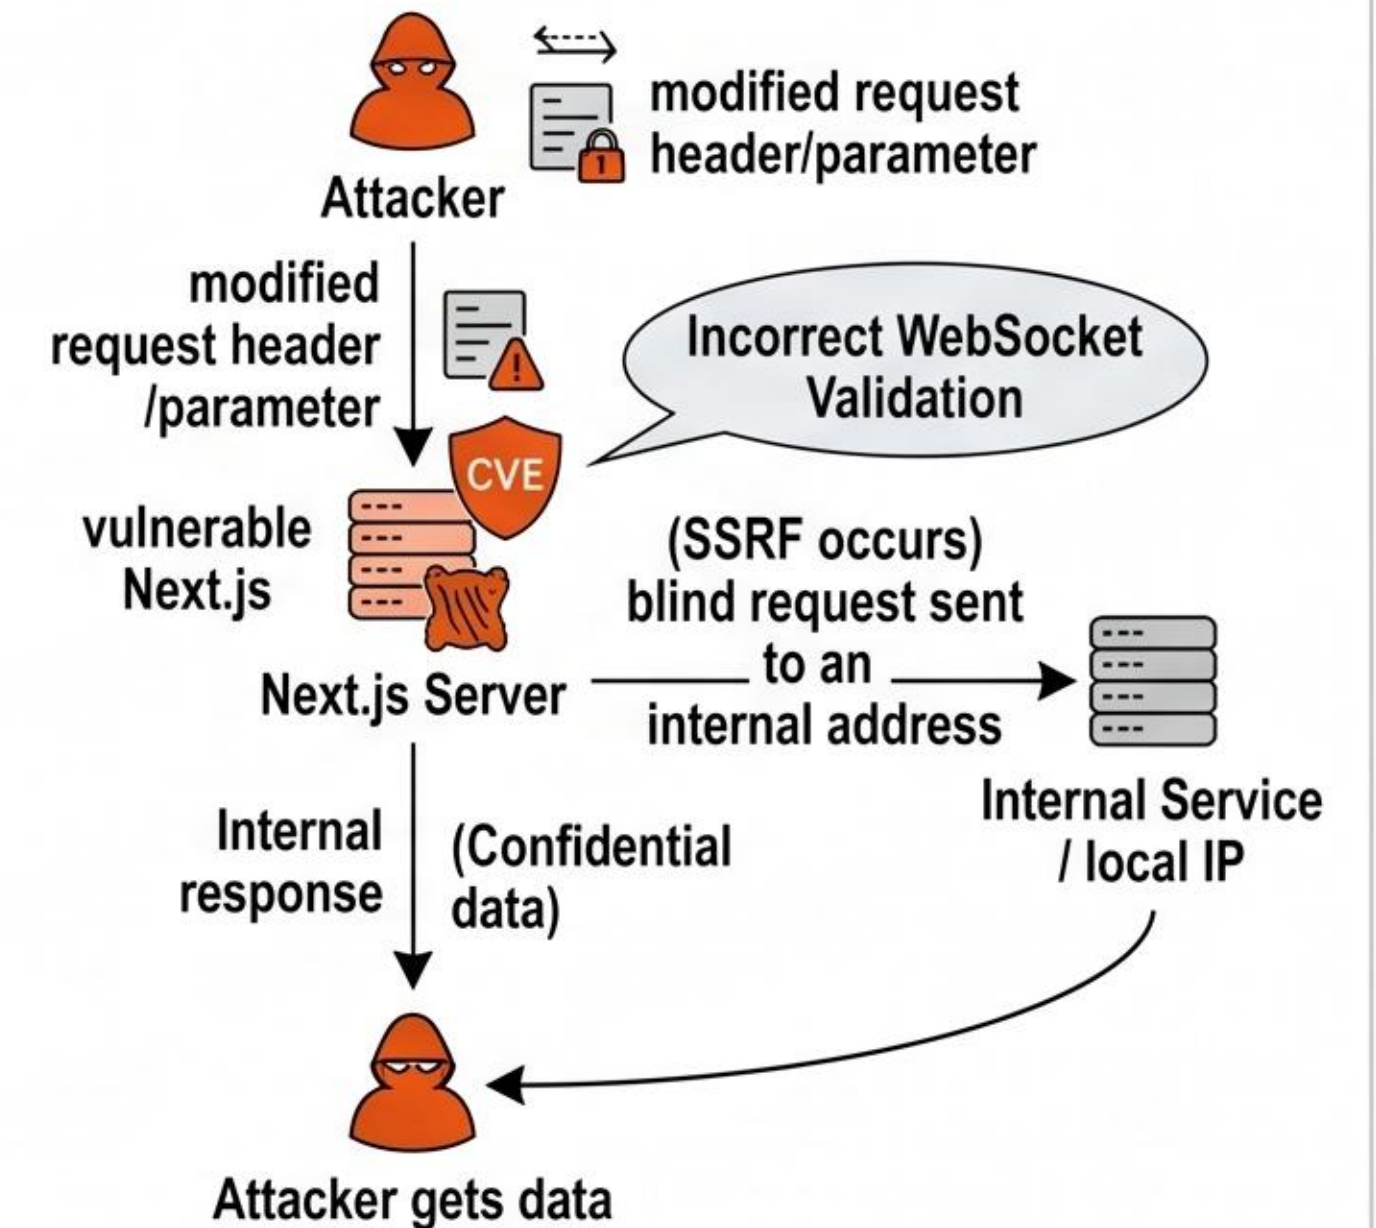 modified request
header/parameter
Attacker
modified
request header
/parameter
Incorrect WebSocket
Validation
CVE
vulnerable
Next.js
(SSRF occurs)
blind request sent
to an
internal address
Next.js Server
Internal Service
/ local IP
Internal
response
(Confidential
data)
Attacker gets data
1
!